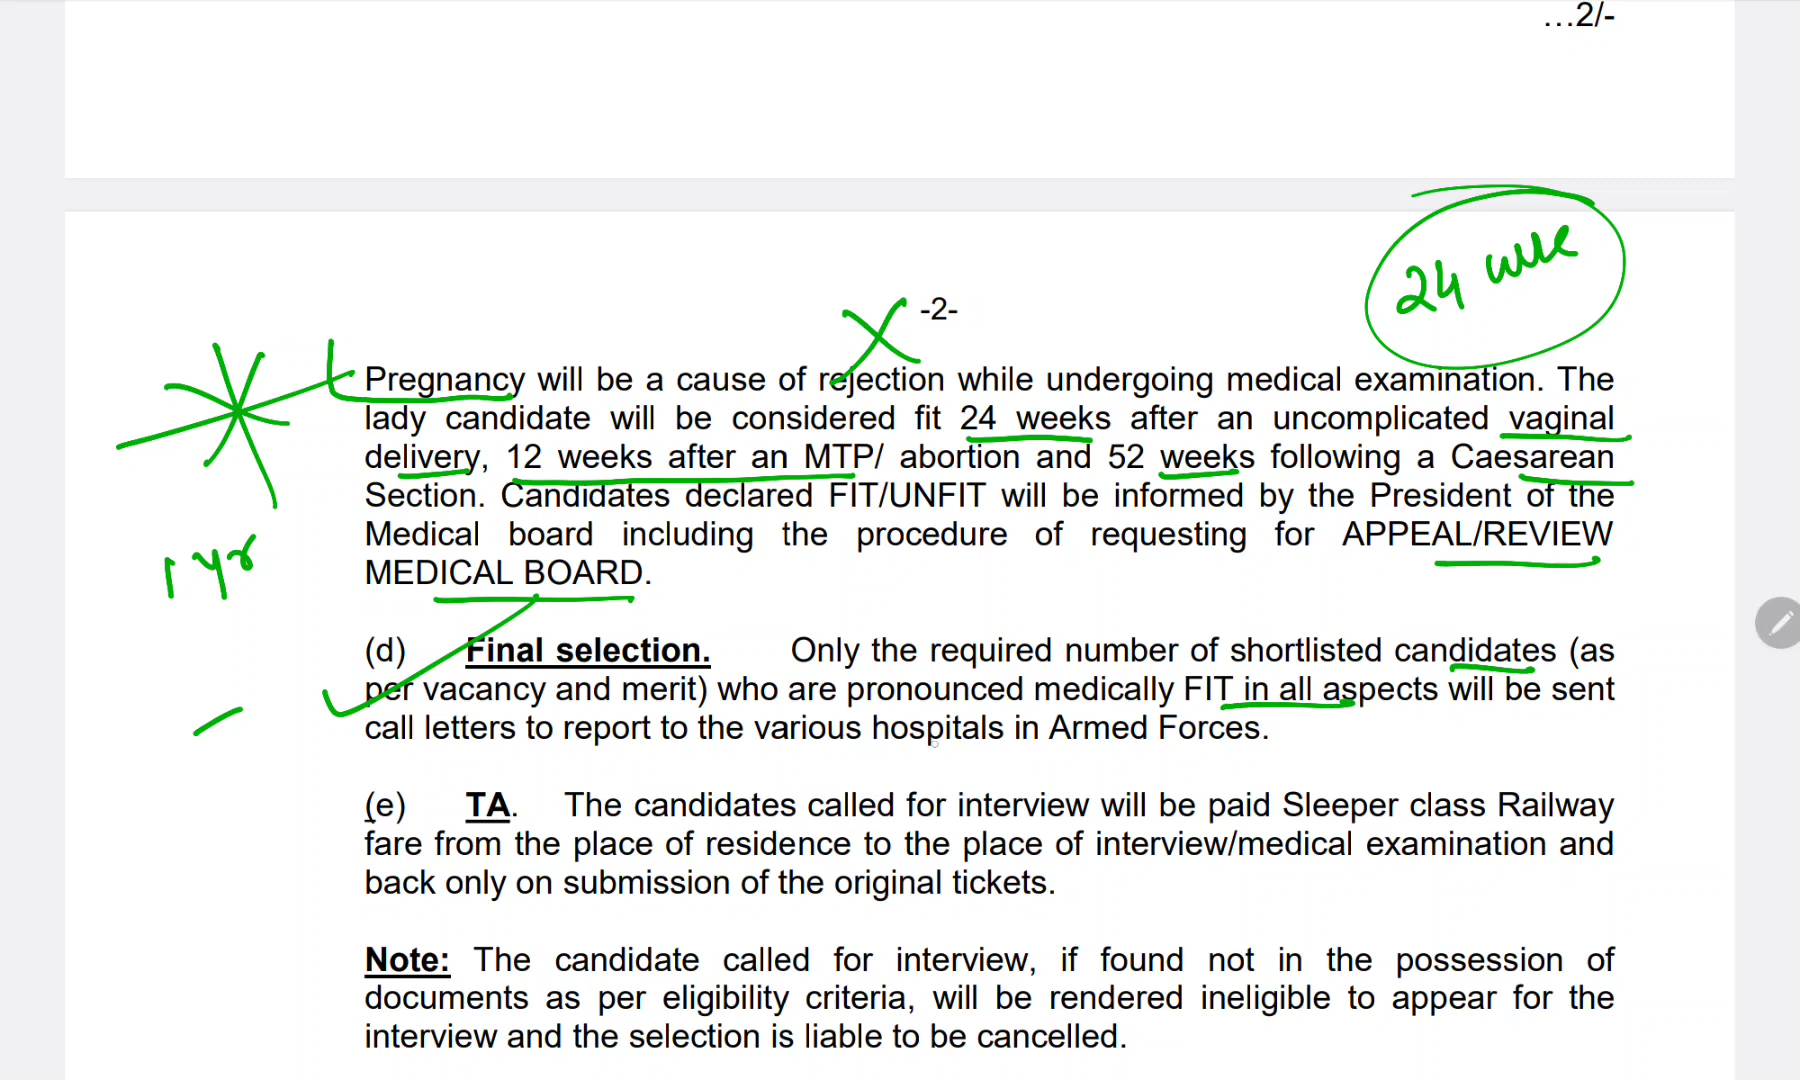 ...2/-
24 wee
-2-
Pregnancy will be a cause of rejection while undergoing medical examination. The
lady candidate will be considered fit 24 weeks after an uncomplicated vaginal
delivery, 12 weeks after an MTP/ abortion and 52 weeks following a Caesarean
Section. Candidates declared FIT/UNFIT will be informed by the President of the
Medical board including the procedure of requesting for APPEAL/REVIEW
MEDICAL BOARD.
1 yr
(d) Final selection. Only the required number of shortlisted candidates (as
per vacancy and merit) who are pronounced medically FIT in all aspects will be sent
call letters to report to the various hospitals in Armed Forces.
(e) TA. The candidates called for interview will be paid Sleeper class Railway
fare from the place of residence to the place of interview/medical examination and
back only on submission of the original tickets.
Note: The candidate called for interview, if found not in the possession of
documents as per eligibility criteria, will be rendered ineligible to appear for the
interview and the selection is liable to be cancelled.